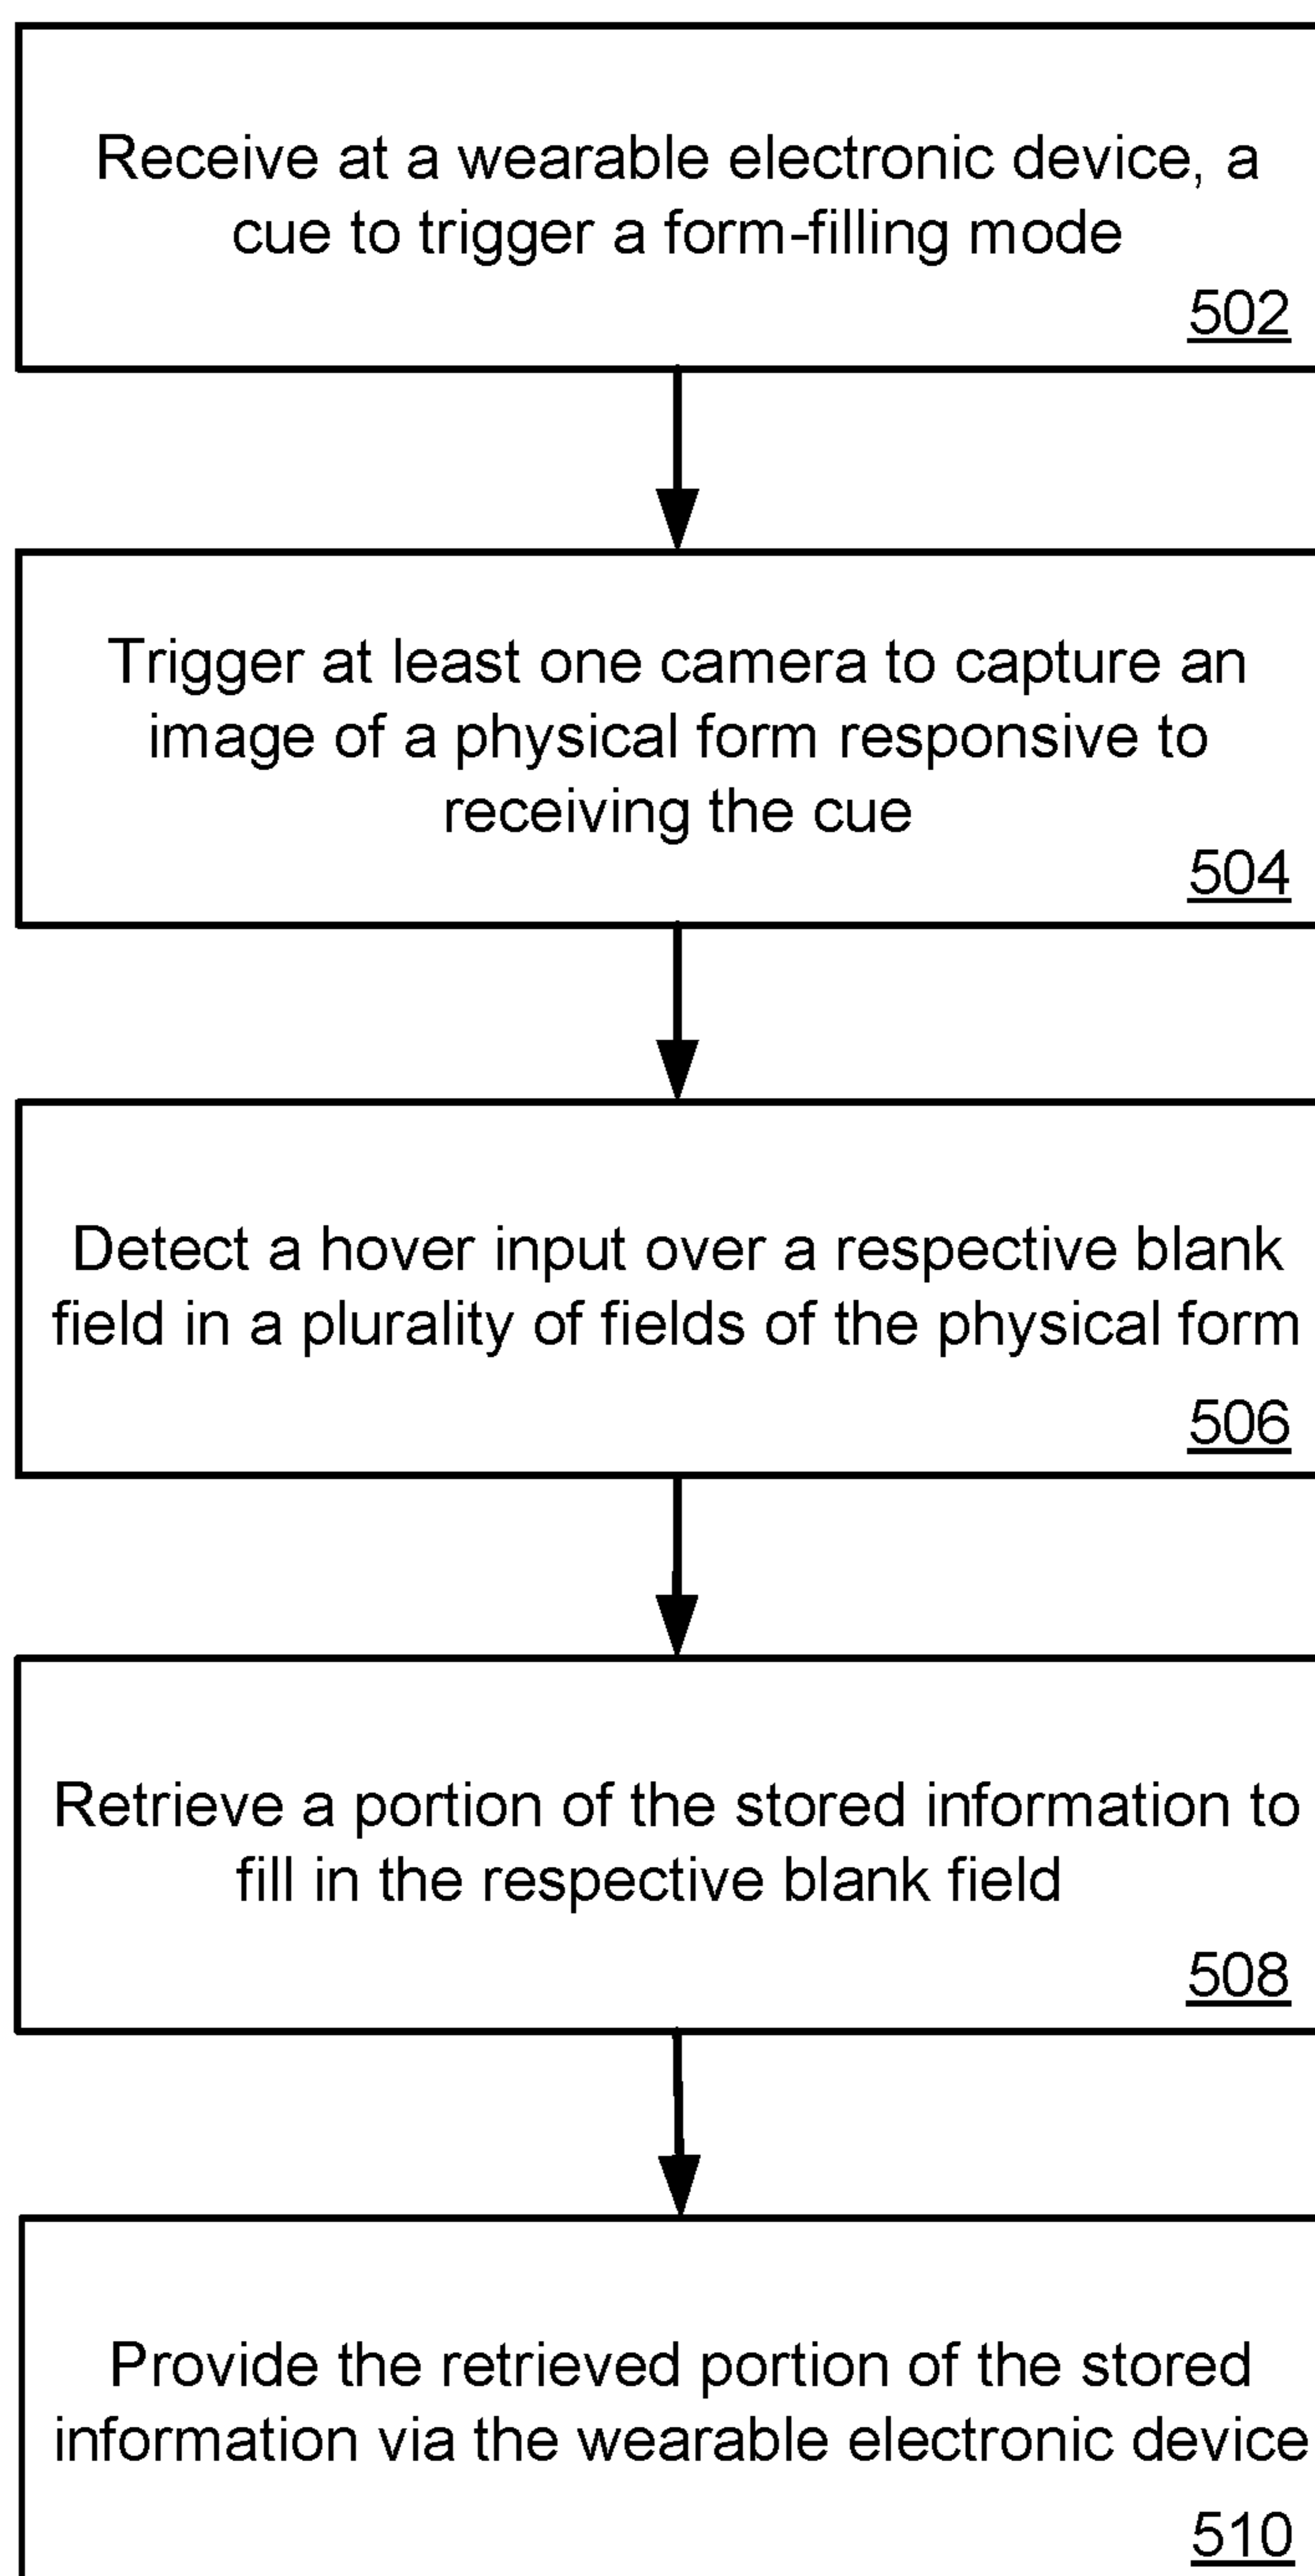 Receive at a wearable electronic device, a
cue to trigger a form-filling mode
502
Trigger at least one camera to capture an
image of a physical form responsive to
receiving the cue
504
Detect a hover input over a respective blank
field in a plurality of fields of the physical form
506
Retrieve a portion of the stored information to
fill in the respective blank field
508
Provide the retrieved portion of the stored
information via the wearable electronic device
510